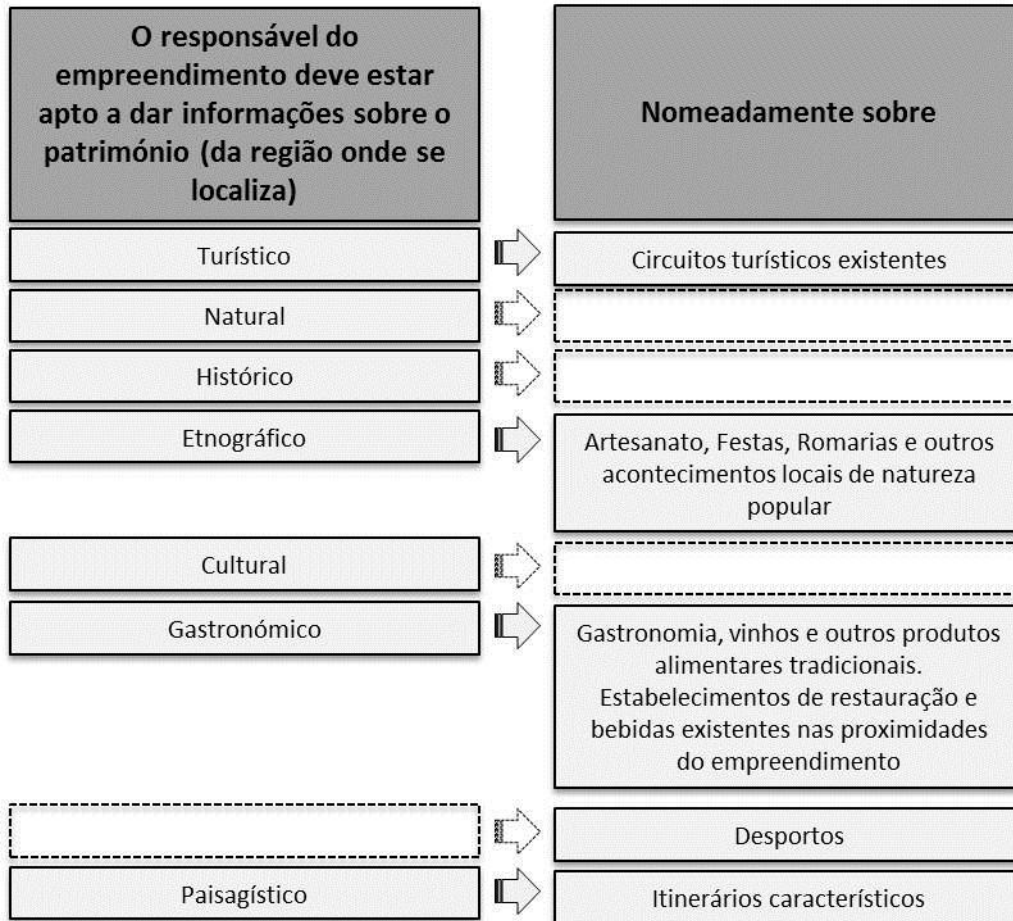 O responsável do
empreendimento deve estar
apto a dar informações sobre o
património (da região onde se
localiza)
Nomeadamente sobre
Turístico
Circuitos turísticos existentes
Natural
Histórico
Etnográfico
Artesanato, Festas, Romarias e outros
acontecimentos locais de natureza
popular
Cultural
Gastronómico
Gastronomia, vinhos e outros produtos
alimentares tradicionais.
Estabelecimentos de restauração e
bebidas existentes nas proximidades
do empreendimento
Desportos
Paisagístico
Itinerários característicos